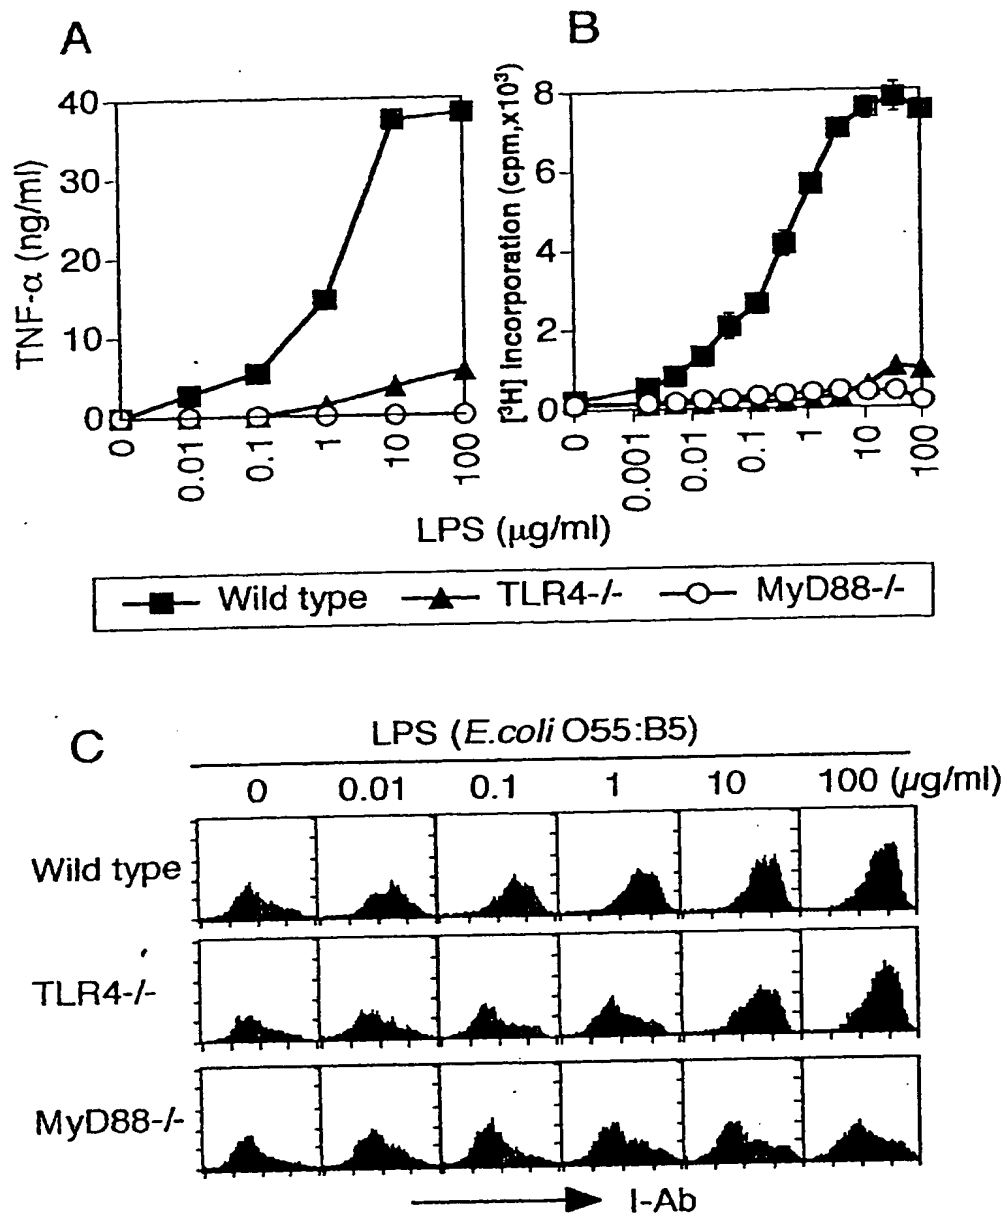 A
B
TNF-α (ng/ml)
40
30
20
10
0
0
0.01
0.1
1
10
100
[³H] Incorporation (cpm,x10³)
8
6
4
2
0
0
0.001
0.01
0.1
1
10
100
LPS (μg/ml)
Wild type TLR4-/- MyD88-/-
C
LPS (E.coli O55:B5)
0 0.01 0.1 1 10 100 (μg/ml)
Wild type
TLR4-/-
MyD88-/-
I-Ab